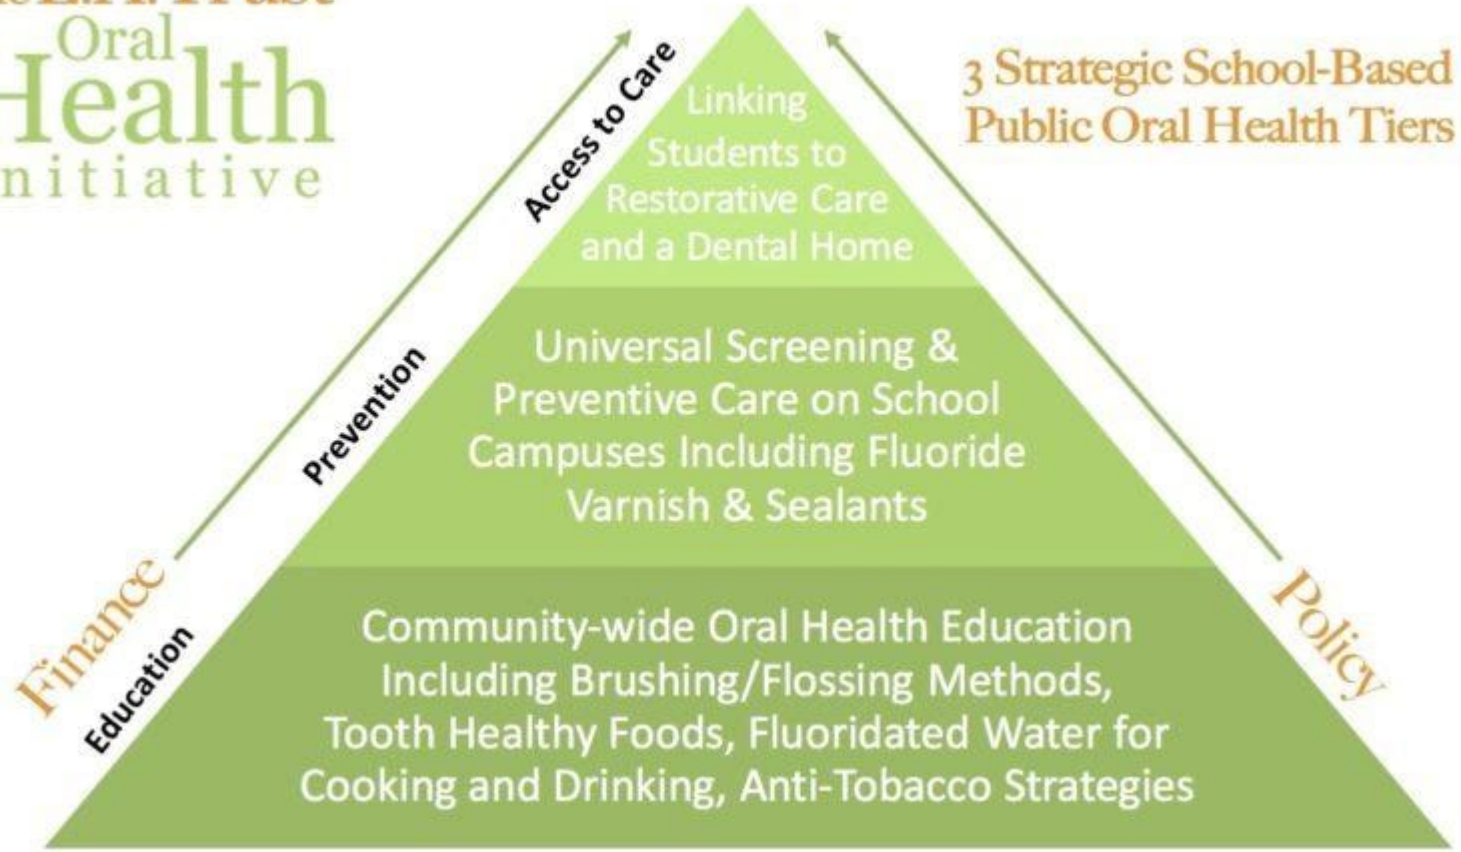 L.A. Trust
Oral
Health
nitiative
3 Strategic School-Based
Public Oral Health Tiers
Access to Care
Linking
Students to
Restorative Care
and a Dental Home
Prevention
Universal Screening &
Preventive Care on School
Campuses Including Fluoride
Varnish & Sealants
Finance
Education
Policy
Community-wide Oral Health Education
Including Brushing/Flossing Methods,
Tooth Healthy Foods, Fluoridated Water for
Cooking and Drinking, Anti-Tobacco Strategies